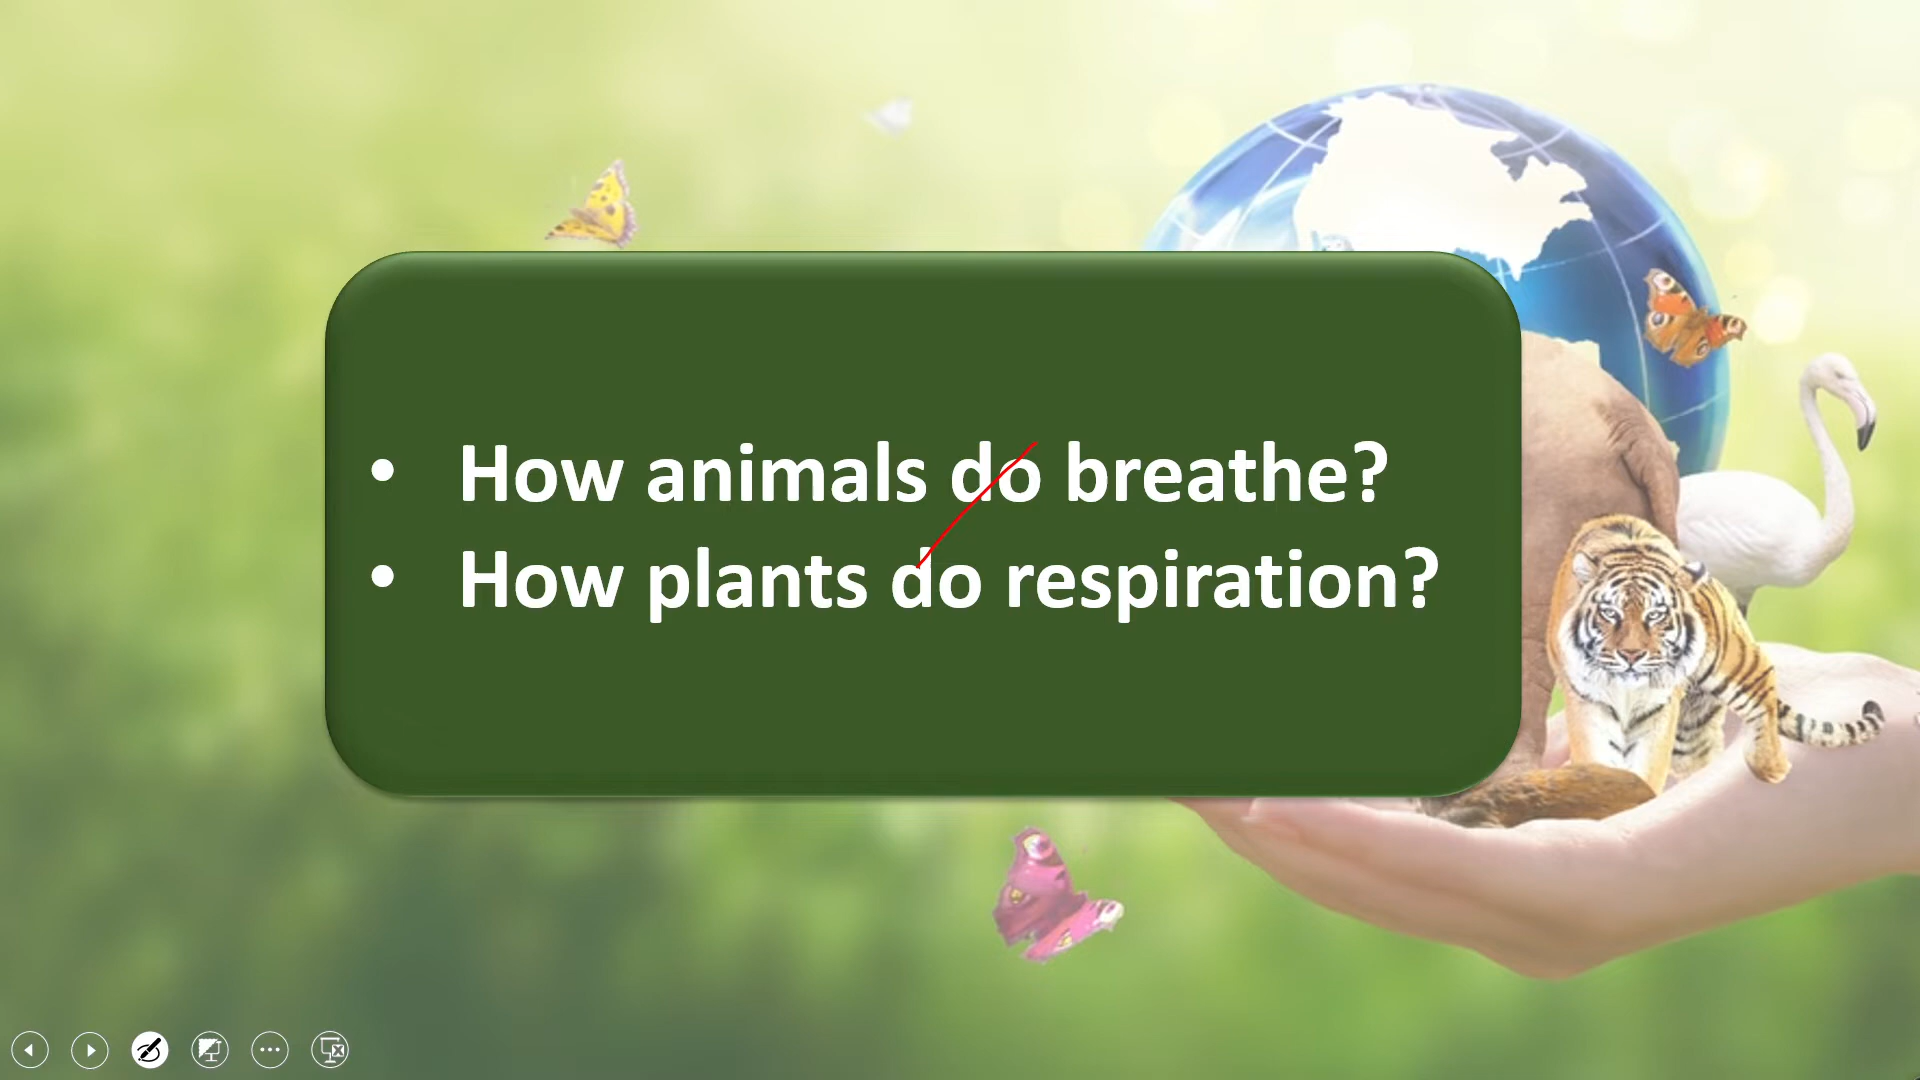 • How animals do breathe?
• How plants do respiration?